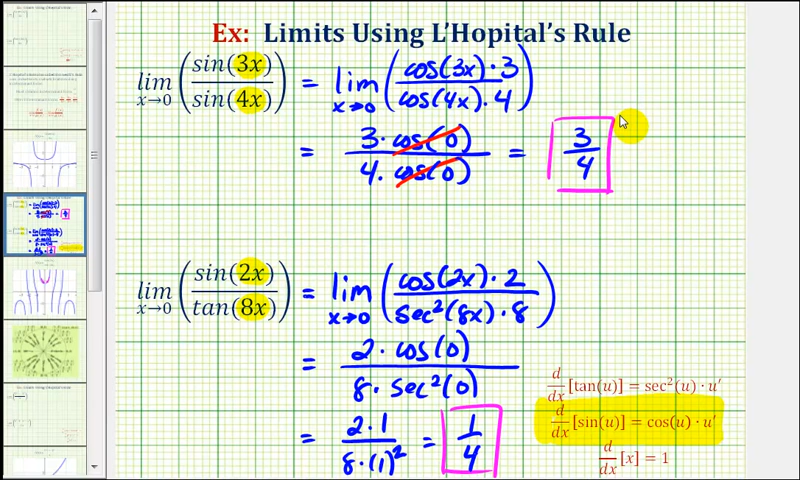 Ex: Limits Using L'Hopital's Rule
lim x→0 (sin(3x)/sin(4x)) = lim x→0 (cos(3x)·3/cos(4x)·4)
= 3·cos(0)/4·cos(0) = 3/4
lim x→0 (sin(2x)/tan(8x)) = lim x→0 (cos(2x)·2/sec²(8x)·8)
= 2·cos(0)/8·sec²(0)
= 2·1/8·(1)² = 1/4
d/dx[tan(u)] = sec²(u)·u'
d/dx[sin(u)] = cos(u)·u'
d/dx[x] = 1